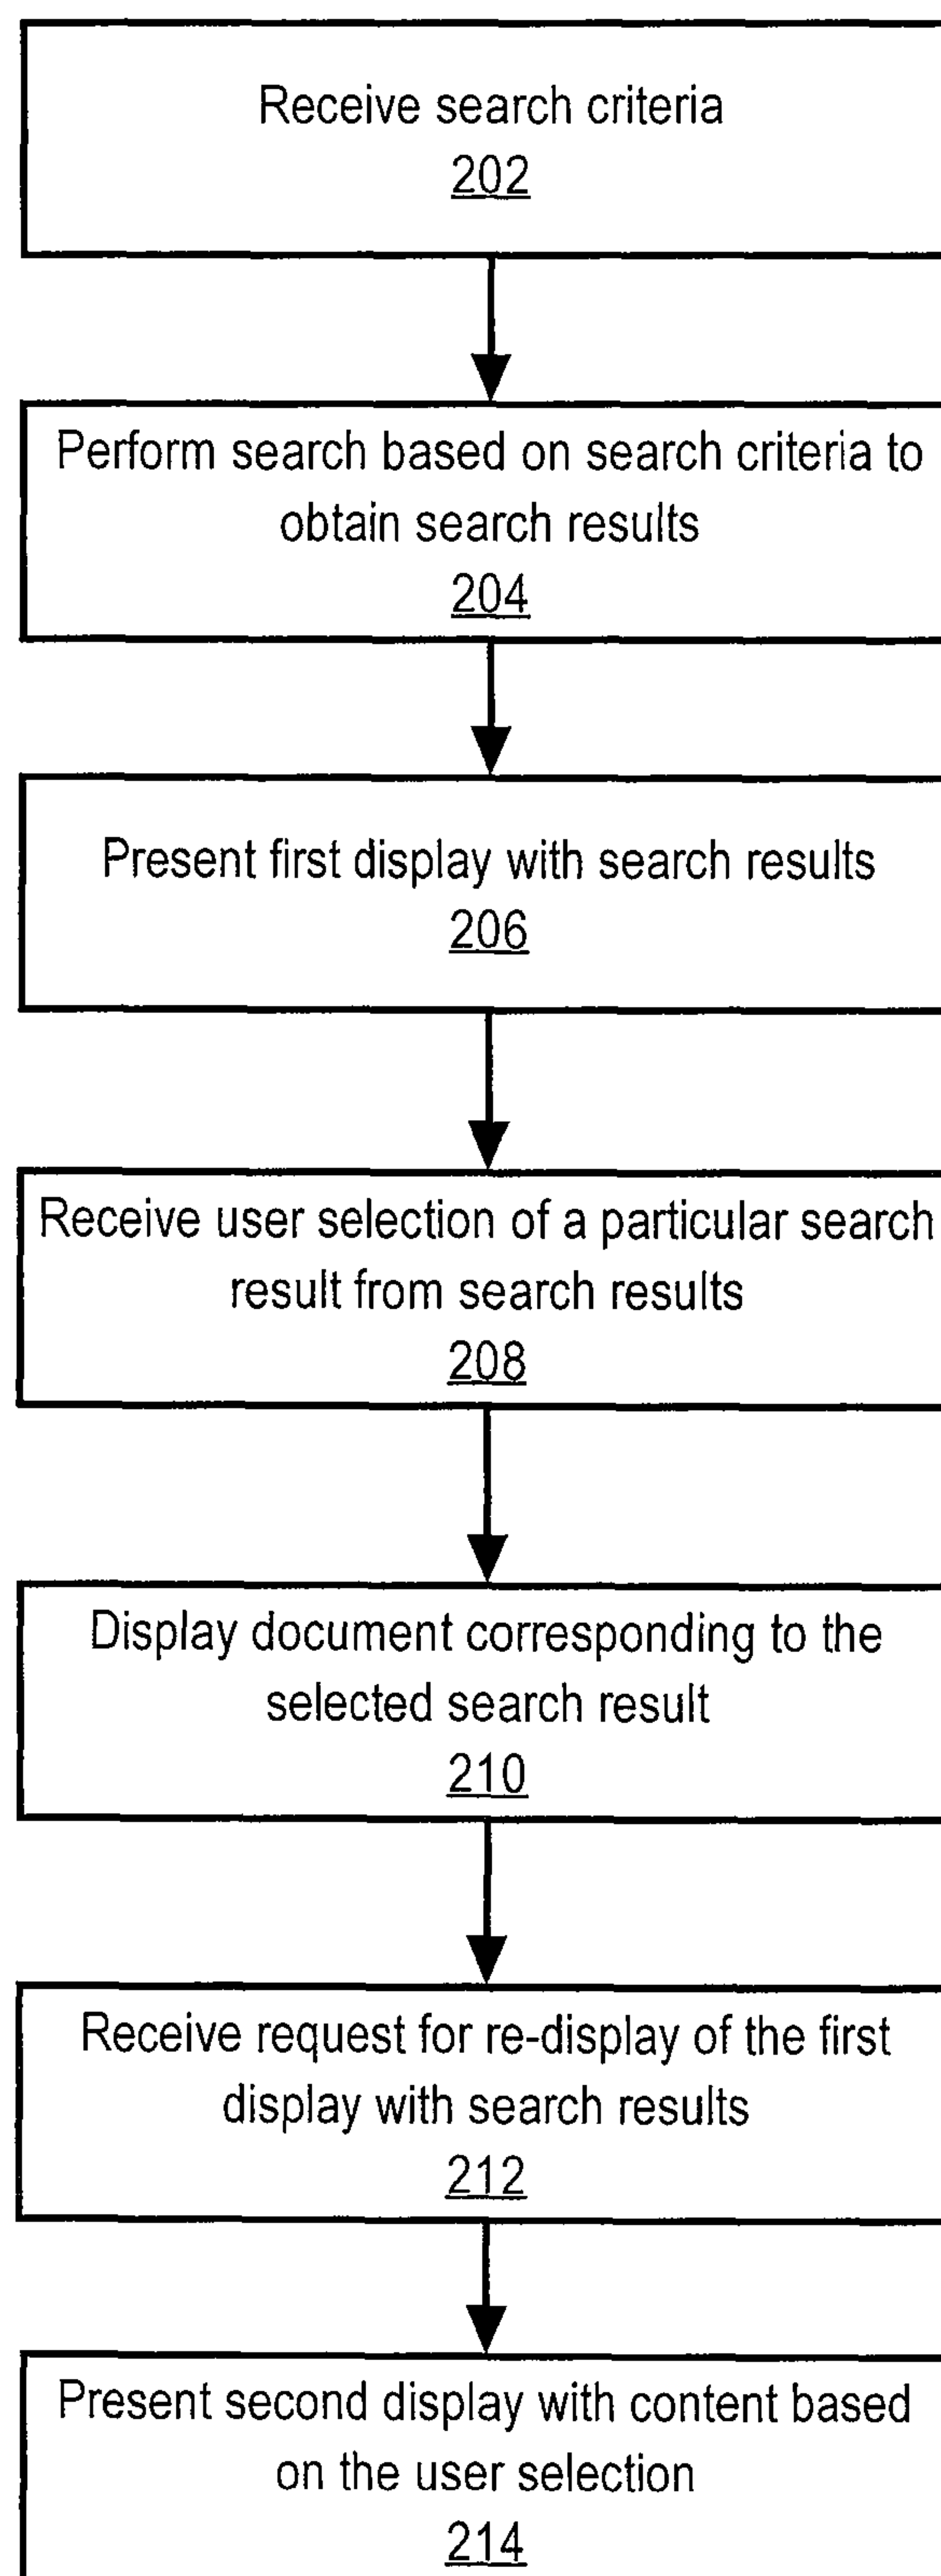 Receive search criteria
202
Perform search based on search criteria to
obtain search results
204
Present first display with search results
206
Receive user selection of a particular search
result from search results
208
Display document corresponding to the
selected search result
210
Receive request for re-display of the first
display with search results
212
Present second display with content based
on the user selection
214